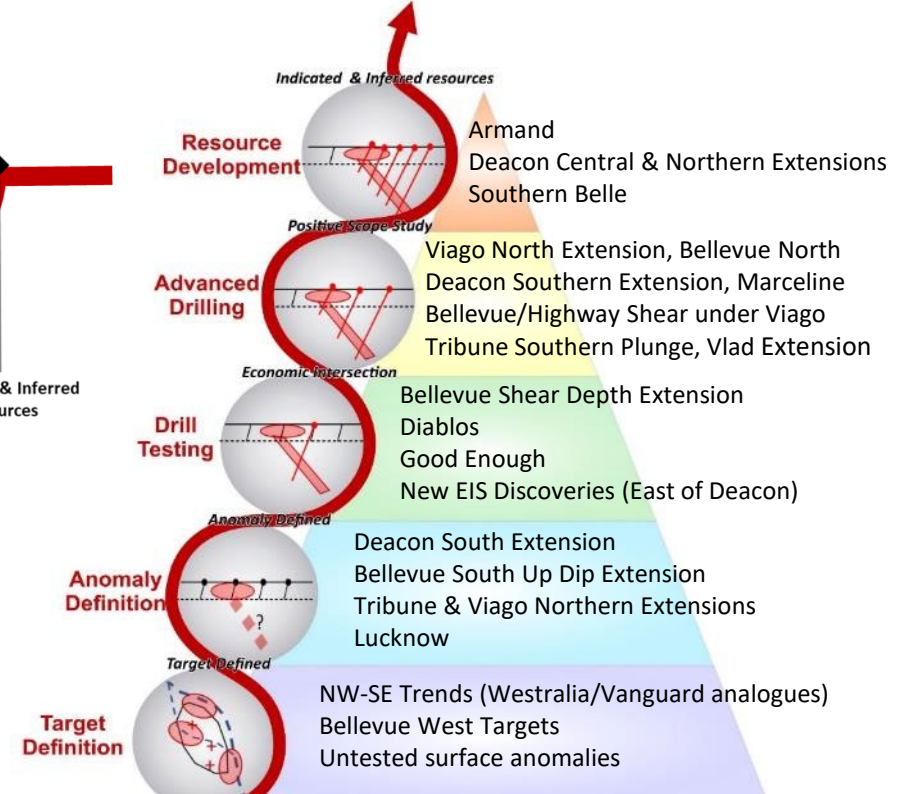 Indicated & Inferred resources
Resource
Development
Armand
Deacon Central & Northern Extensions
Southern Belle
Positive Scope Study
Advanced
Drilling
Viago North Extension, Bellevue North
Deacon Southern Extension, Marceline
Bellevue/Highway Shear under Viago
Tribune Southern Plunge, Vlad Extension
Economic Intersection
& Inferred
Drill
Testing
Bellevue Shear Depth Extension
Diablos
Good Enough
New EIS Discoveries (East of Deacon)
Anomaly Defined
Anomaly
Definition
?
Deacon South Extension
Bellevue South Up Dip Extension
Tribune & Viago Northern Extensions
Lucknow
Target Defined
Target
Definition
NW-SE Trends (Westralia/Vanguard analogues)
Bellevue West Targets
Untested surface anomalies